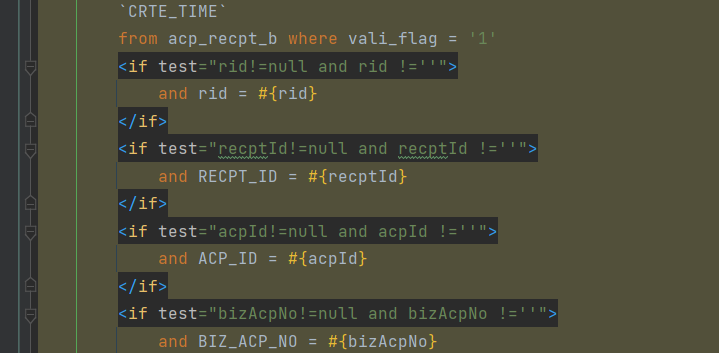 `CRTE_TIME`
from acp_recpt_b where vali_flag = '1'
<if test="rid!=null and rid !=''">
and rid = #{rid}
</if>
<if test="recptId!=null and recptId !=''">
and RECPT_ID = #{recptId}
</if>
<if test="acpId!=null and acpId !=''">
and ACP_ID = #{acpId}
</if>
<if test="bizAcpNo!=null and bizAcpNo !=''">
and BIZ_ACP_NO = #{bizAcpNo}